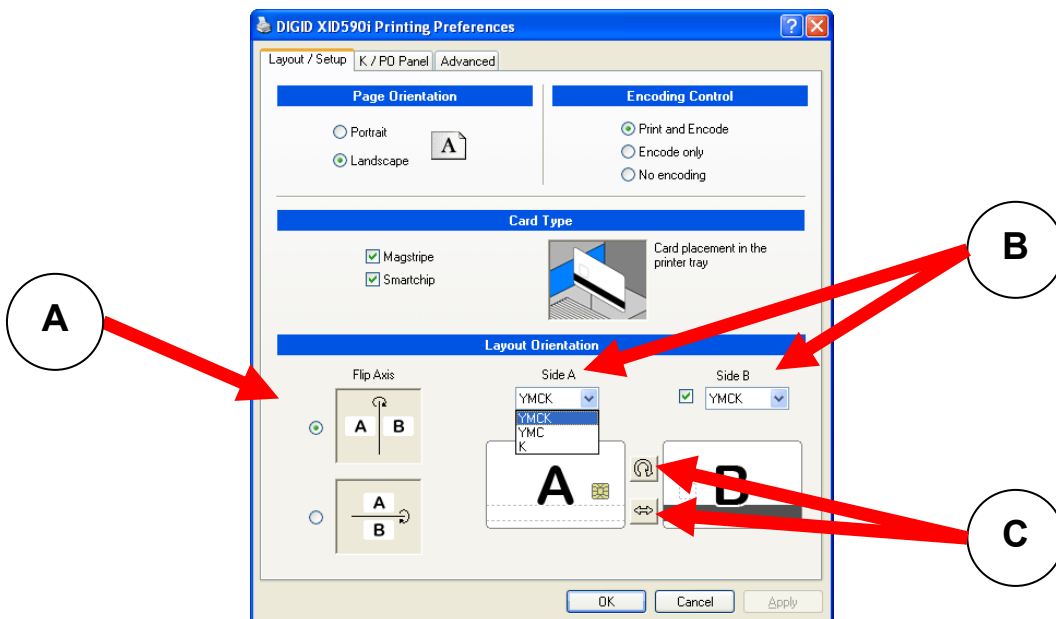 DIGID XID590i Printing Preferences
Layout / Setup
K / PO Panel
Advanced
Page Orientation
Portrait
Landscape
A
Encoding Control
Print and Encode
Encode only
No encoding
Card Type
Magstripe
Smartchip
Card placement in the
printer tray
Layout Orientation
Flip Axis
A B
A
B
Side A
YMCK
YMCK
YMC
K
Side B
YMCK
A
B
OK
Cancel
Apply
A
B
C